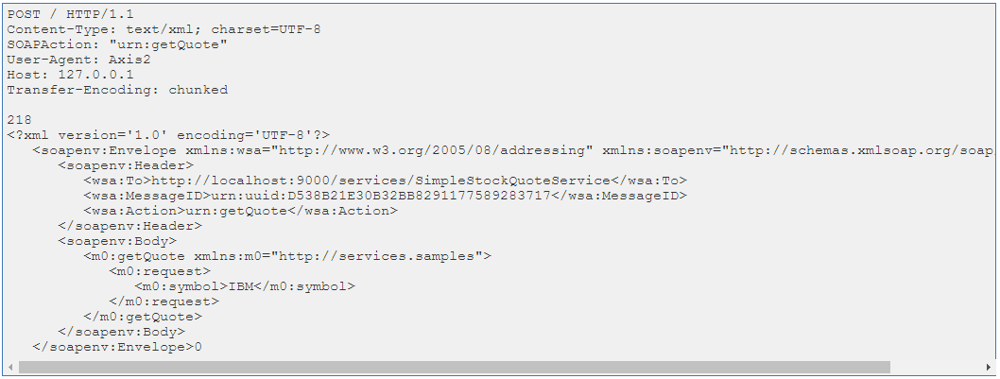 POST / HTTP/1.1
Content-Type: text/xml; charset=UTF-8
SOAPAction: "urn:getQuote"
User-Agent: Axis2
Host: 127.0.0.1
Transfer-Encoding: chunked

218
<?xml version='1.0' encoding='UTF-8'?>
   <soapenv:Envelope xmlns:wsa="http://www.w3.org/2005/08/addressing" xmlns:soapenv="http://schemas.xmlsoap.org/soap
      <soapenv:Header>
         <wsa:To>http://localhost:9000/services/SimpleStockQuoteService</wsa:To>
         <wsa:MessageID>urn:uuid:D538B21E30B32BB8291177589283717</wsa:MessageID>
         <wsa:Action>urn:getQuote</wsa:Action>
      </soapenv:Header>
      <soapenv:Body>
         <m0:getQuote xmlns:m0="http://services.samples">
            <m0:request>
               <m0:symbol>IBM</m0:symbol>
            </m0:request>
         </m0:getQuote>
      </soapenv:Body>
   </soapenv:Envelope>0